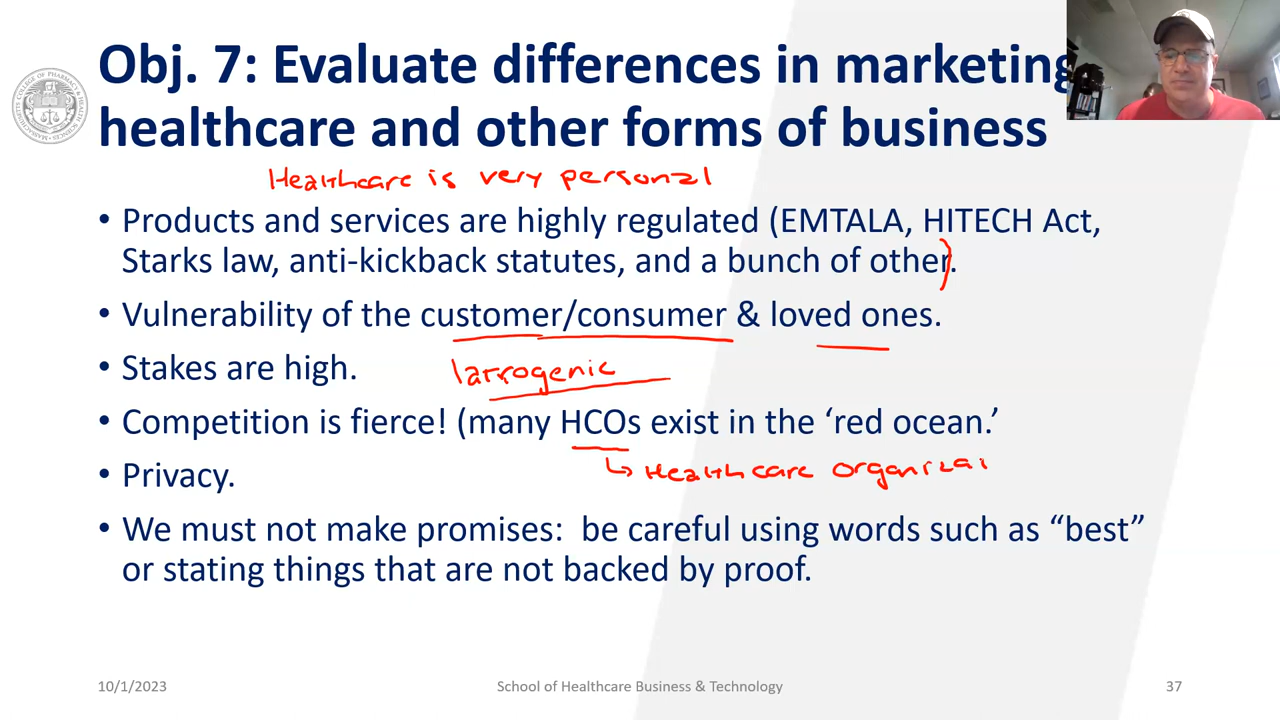 Obj. 7: Evaluate differences in marketing
healthcare and other forms of business
Healthcare is very personal
• Products and services are highly regulated (EMTALA, HITECH Act,
Starks law, anti-kickback statutes, and a bunch of other).
• Vulnerability of the customer/consumer & loved ones.
• Stakes are high.
Iatrogenic
• Competition is fierce! (many HCOs exist in the ‘red ocean.’
Healthcare organizat
• Privacy.
• We must not make promises:  be careful using words such as “best”
or stating things that are not backed by proof.
10/1/2023
School of Healthcare Business & Technology
37